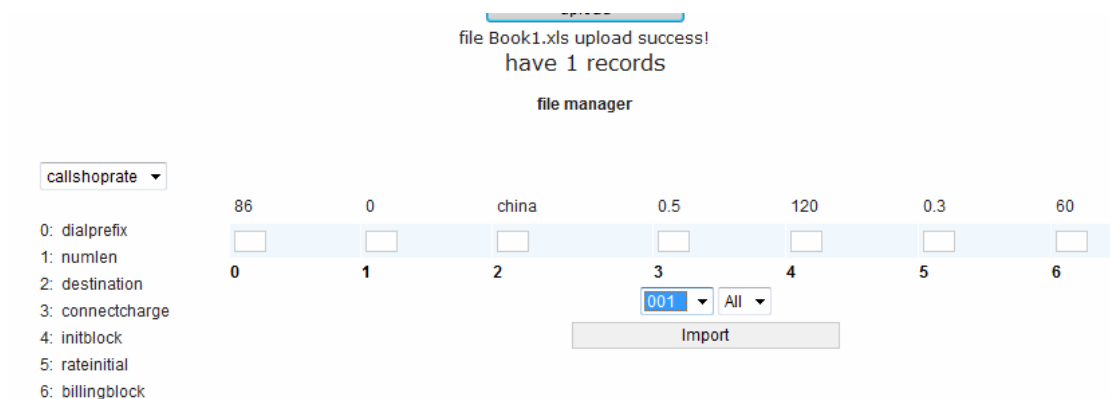 upload
file Book1.xls upload success!
have 1 records
file manager
callshoprate
86 0 china 0.5 120 0.3 60
0: dialprefix
1: numlen
2: destination
3: connectcharge
4: initblock
5: rateinitial
6: billingblock
0 1 2 3 4 5 6
001 All
Import